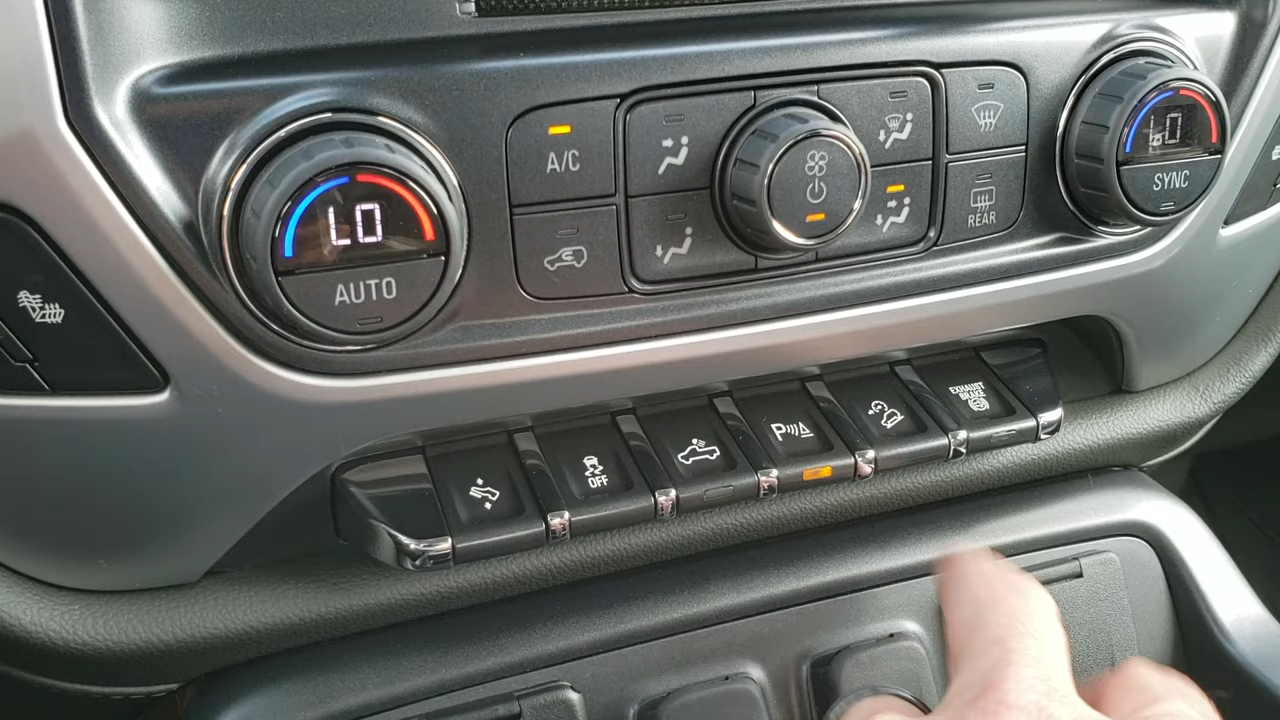 LO
AUTO
A/C
REAR
LO
SYNC
OFF
P
EXHAUST
BRAKE